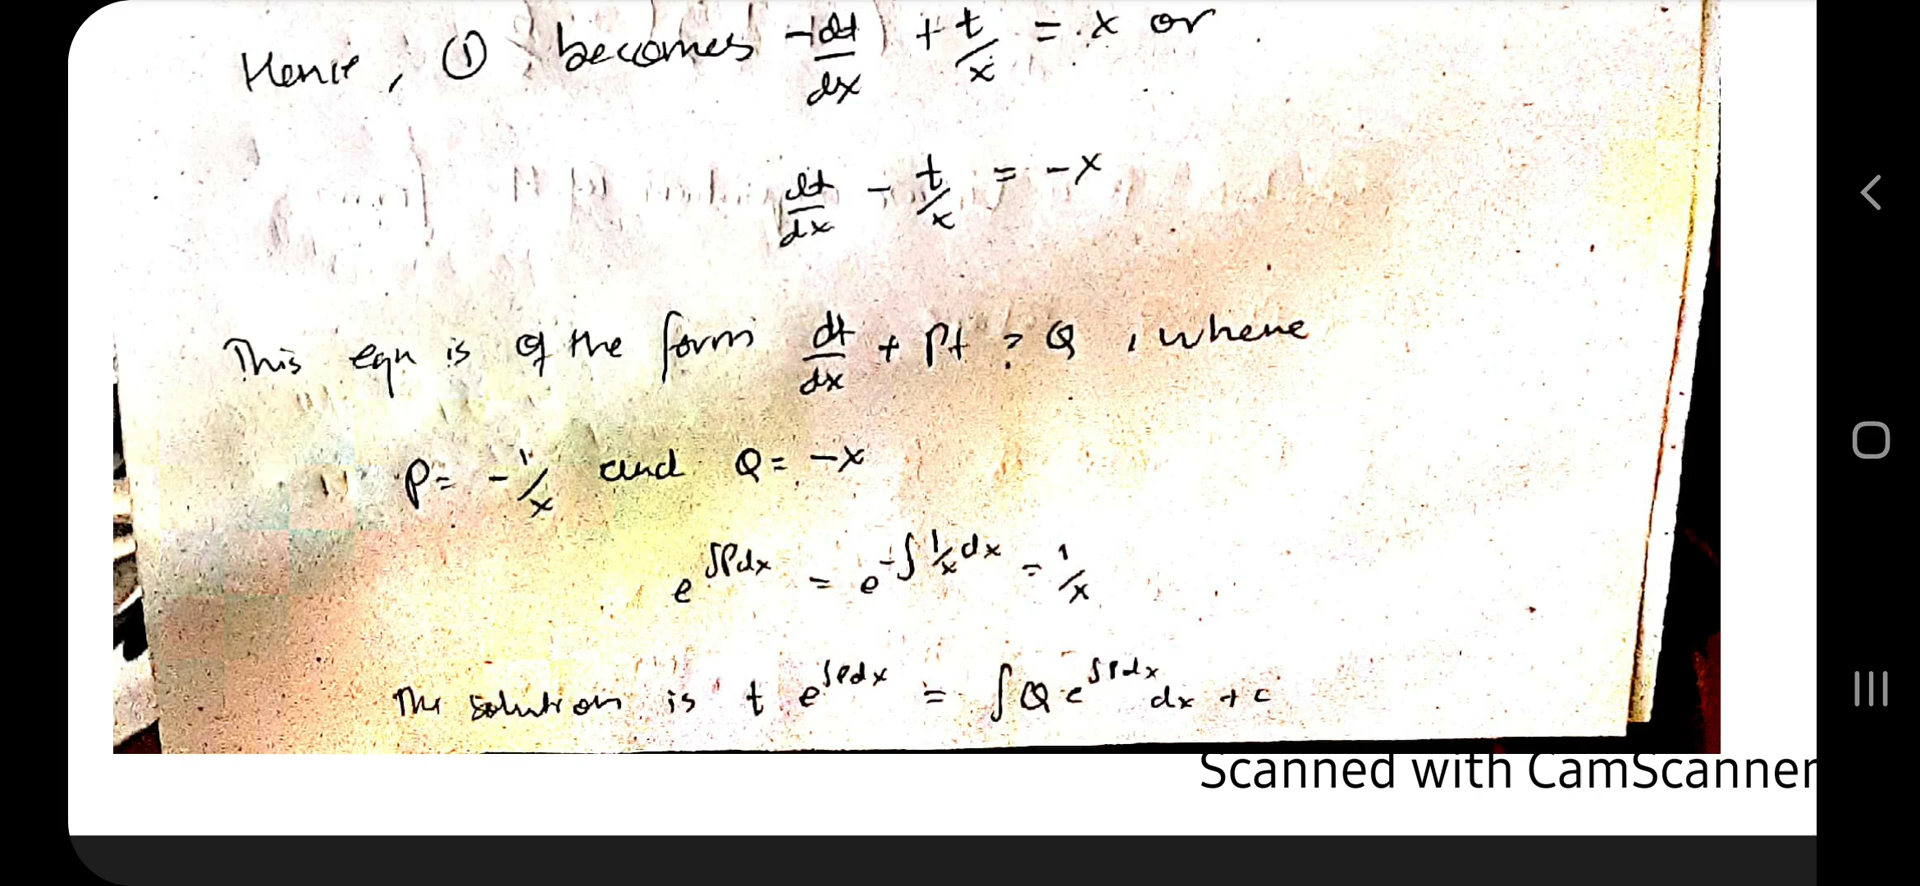 Hence, ① becomes -dt/dx + t/x = x or
dt/dx - t/x = -x
This eqn is of the form dt/dx + Pt = Q, where
P= -1/x and Q= -x
e^∫Pdx = e^-∫1/x dx = 1/x
The solution is t e^∫Pdx = ∫Q e^∫Pdx dx + c
Scanned with CamScanner